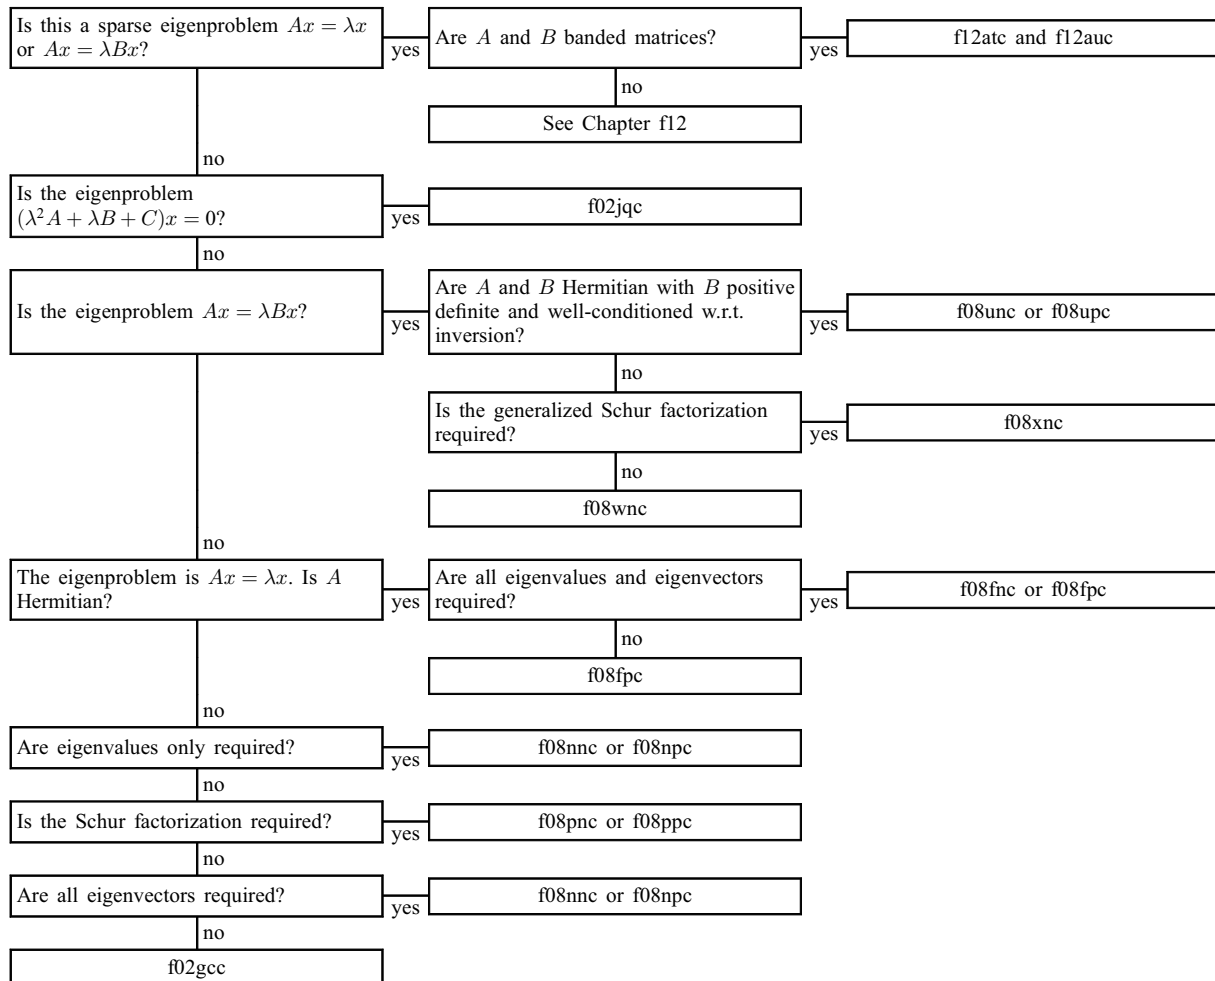 Is this a sparse eigenproblem Ax = λx
or Ax = λBx?
yes
Are A and B banded matrices?
yes
f12atc and f12auc
no
See Chapter f12
no
Is the eigenproblem
(λ²A + λB + C)x = 0?
yes
f02jqc
no
Is the eigenproblem Ax = λBx?
yes
Are A and B Hermitian with B positive
definite and well-conditioned w.r.t.
inversion?
yes
f08unc or f08upc
no
Is the generalized Schur factorization
required?
yes
f08xnc
no
f08wnc
no
The eigenproblem is Ax = λx. Is A
Hermitian?
yes
Are all eigenvalues and eigenvectors
required?
yes
f08fnc or f08fpc
no
f08fpc
no
Are eigenvalues only required?
yes
f08nnc or f08npc
no
Is the Schur factorization required?
yes
f08pnc or f08ppc
no
Are all eigenvectors required?
yes
f08nnc or f08npc
no
f02gcc